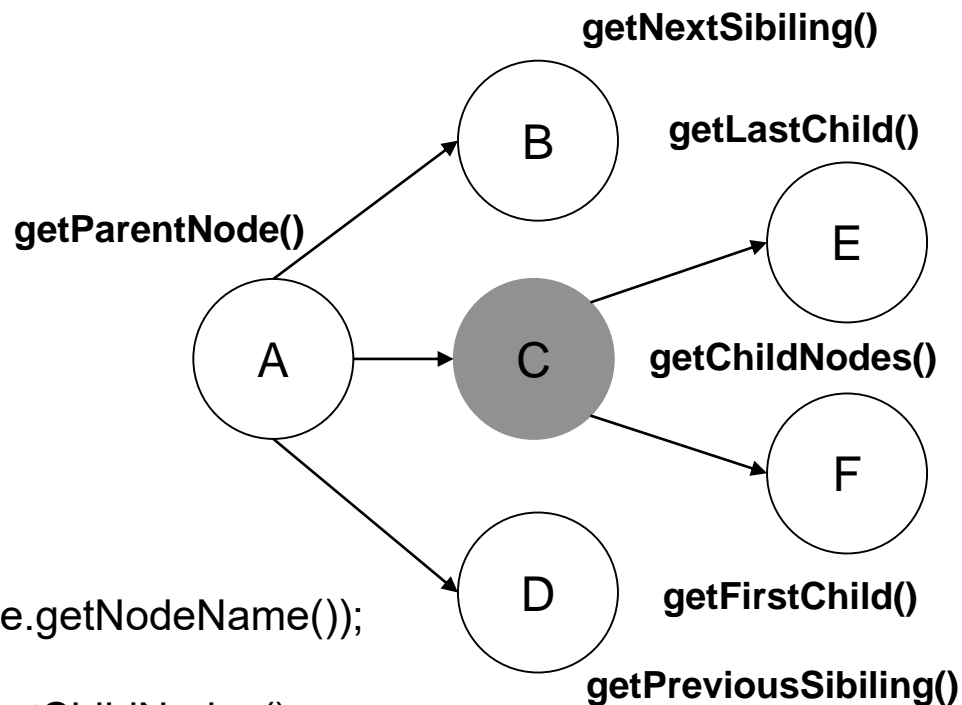 getNextSibiling()
B
getLastChild()
getParentNode()
E
A
C
getChildNodes()
F
D
getFirstChild()
e.getNodeName());
getPreviousSibiling()